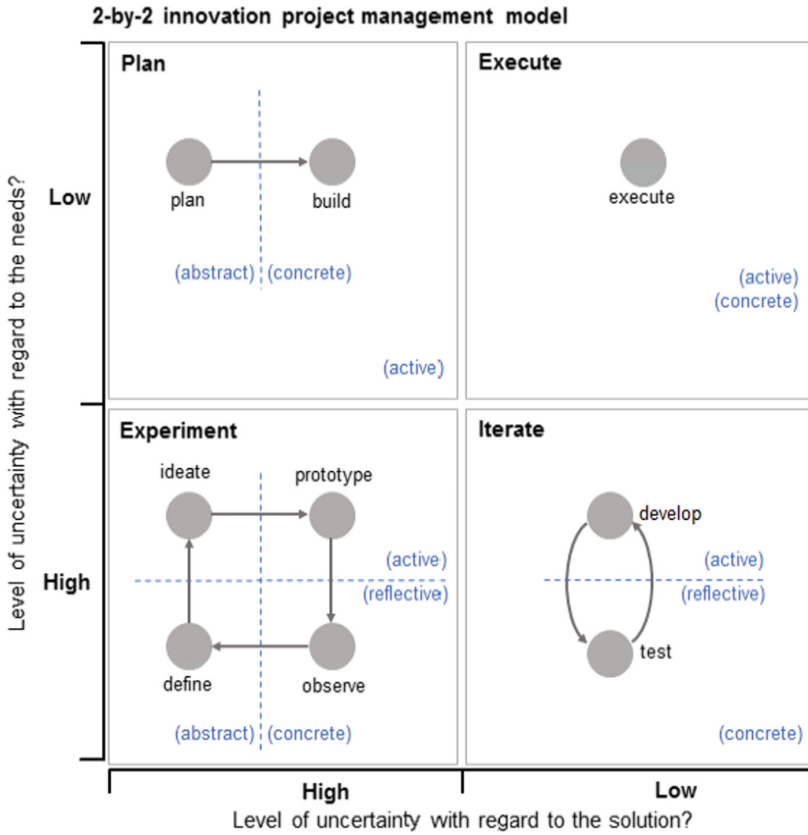 2-by-2 innovation project management model
Level of uncertainty with regard to the needs?
Low
High
Plan
plan
build
(abstract) (concrete)
(active)
Execute
execute
(active)
(concrete)
Experiment
ideate
prototype
(active)
(reflective)
define
observe
(abstract) (concrete)
Iterate
develop
(active)
(reflective)
test
(concrete)
High
Low
Level of uncertainty with regard to the solution?